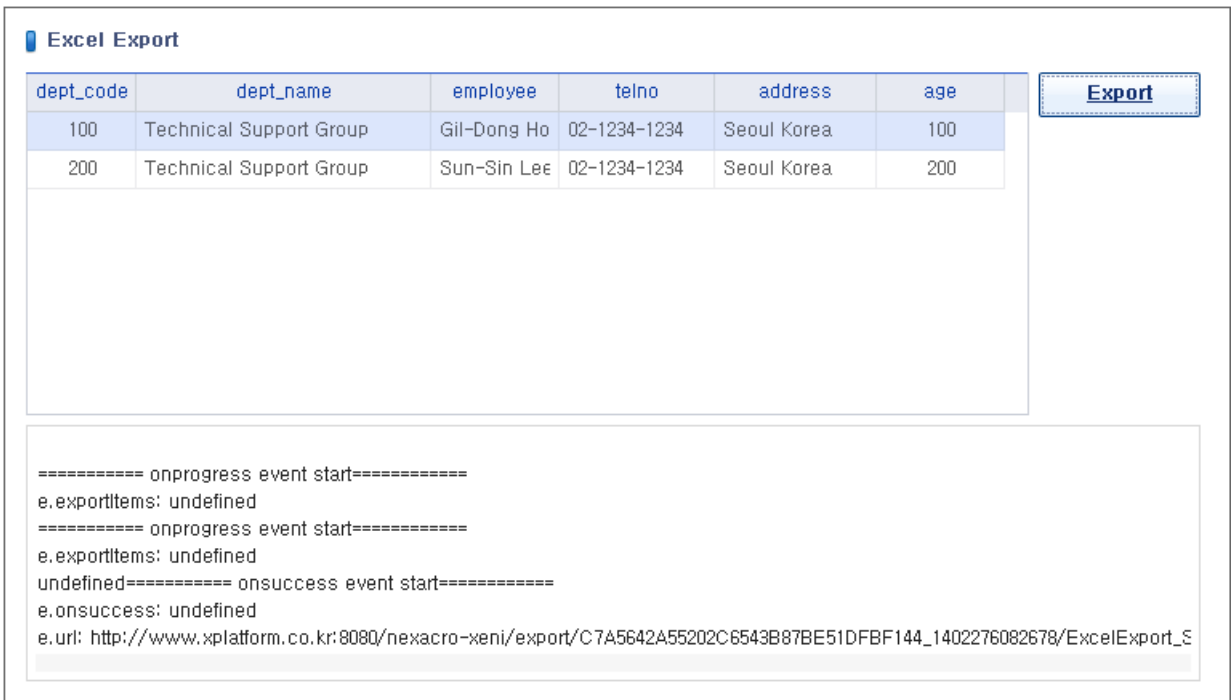 Excel Export
dept_code dept_name employee telno address age Export
100 Technical Support Group Gil-Dong Ho 02-1234-1234 Seoul Korea 100
200 Technical Support Group Sun-Sin Lee 02-1234-1234 Seoul Korea 200
=========== onprogress event start============
e.exportItems: undefined
=========== onprogress event start============
e.exportItems: undefined
undefined=========== onsuccess event start============
e.onsuccess: undefined
e.url: http://www.xplatform.co.kr:8080/nexacro-xeni/export/C7A5642A55202C6543B87BE51DFBF144_1402276082678/ExcelExport_S